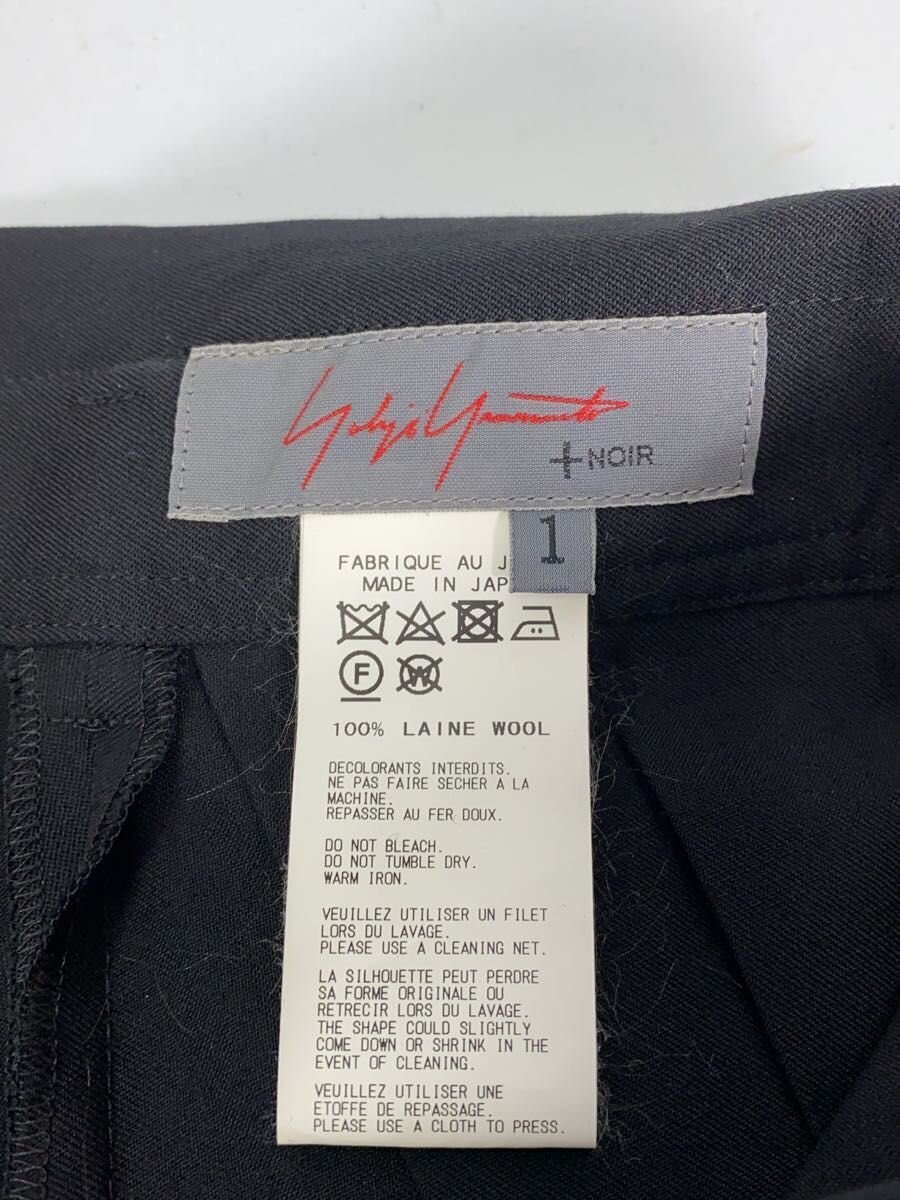 Yohji Yamamoto
+NOIR
1
FABRIQUE AU J
MADE IN JAP
F
W
100% LAINE WOOL
DECOLORANTS INTERDITS.
NE PAS FAIRE SECHER A LA
MACHINE.
REPASSER AU FER DOUX.
DO NOT BLEACH.
DO NOT TUMBLE DRY.
WARM IRON.
VEUILLEZ UTILISER UN FILET
LORS DU LAVAGE.
PLEASE USE A CLEANING NET.
LA SILHOUETTE PEUT PERDRE
SA FORME ORIGINALE OU
RETRECIR LORS DU LAVAGE.
THE SHAPE COULD SLIGHTLY
COME DOWN OR SHRINK IN THE
EVENT OF CLEANING.
VEUILLEZ UTILISER UNE
ETOFFE DE REPASSAGE.
PLEASE USE A CLOTH TO PRESS.